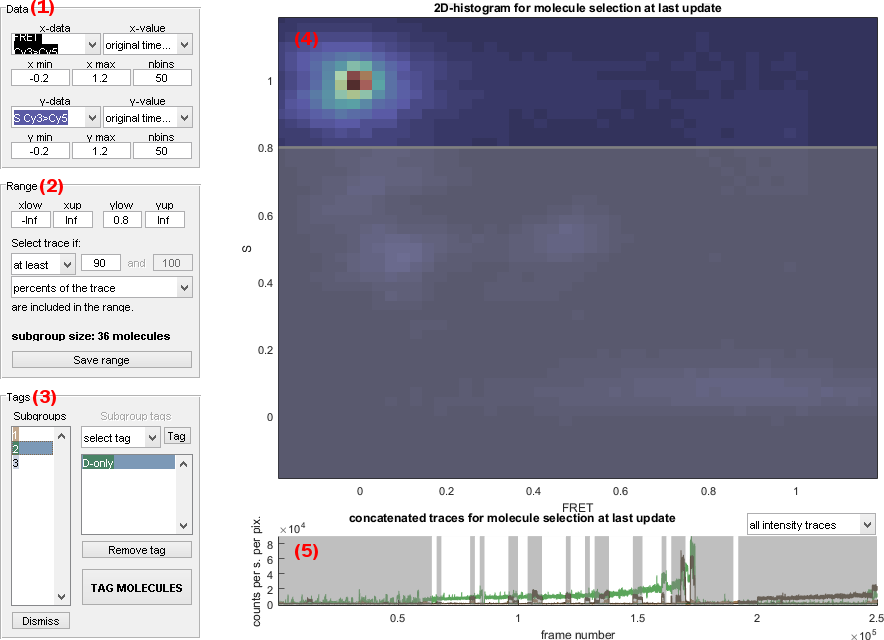 Data (1)
x-data x-value
FRET Cy3>Cy5 original time...
x min x max nbins
-0.2 1.2 50
y-data y-value
S Cy3>Cy5 original time...
y min y max nbins
-0.2 1.2 50
Range (2)
xlow xup ylow yup
-Inf Inf 0.8 Inf
Select trace if:
at least 90 and 100
percents of the trace
are included in the range.
subgroup size: 36 molecules
Save range
Tags (3)
Subgroups Subgroup tags
1
2
3
select tag Tag
D-only
Remove tag
TAG MOLECULES
Dismiss
2D-histogram for molecule selection at last update
(4)
S
1
0.8
0.6
0.4
0.2
0
0 0.2 0.4 0.6 0.8 1
FRET
concatenated traces for molecule selection at last update
all intensity traces
counts per s. per pix.
×10^4
(5)
8
6
4
2
0
0.5 1 1.5 2 2.5
frame number
×10^5